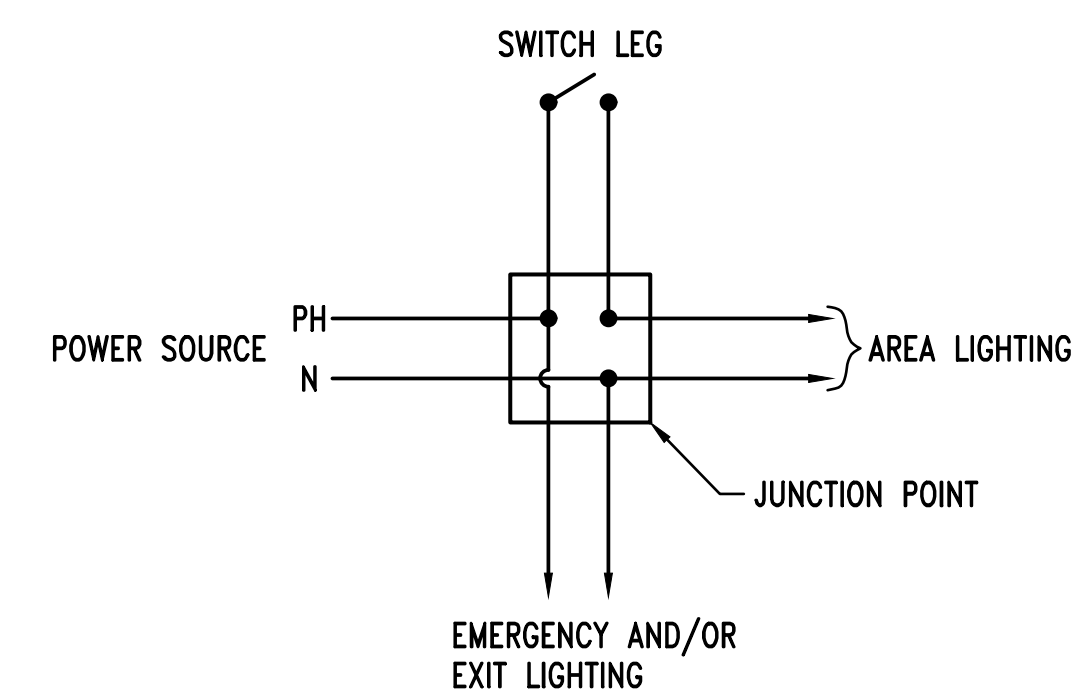 SWITCH LEG
PH
POWER SOURCE
N
AREA LIGHTING
JUNCTION POINT
EMERGENCY AND/OR
EXIT LIGHTING